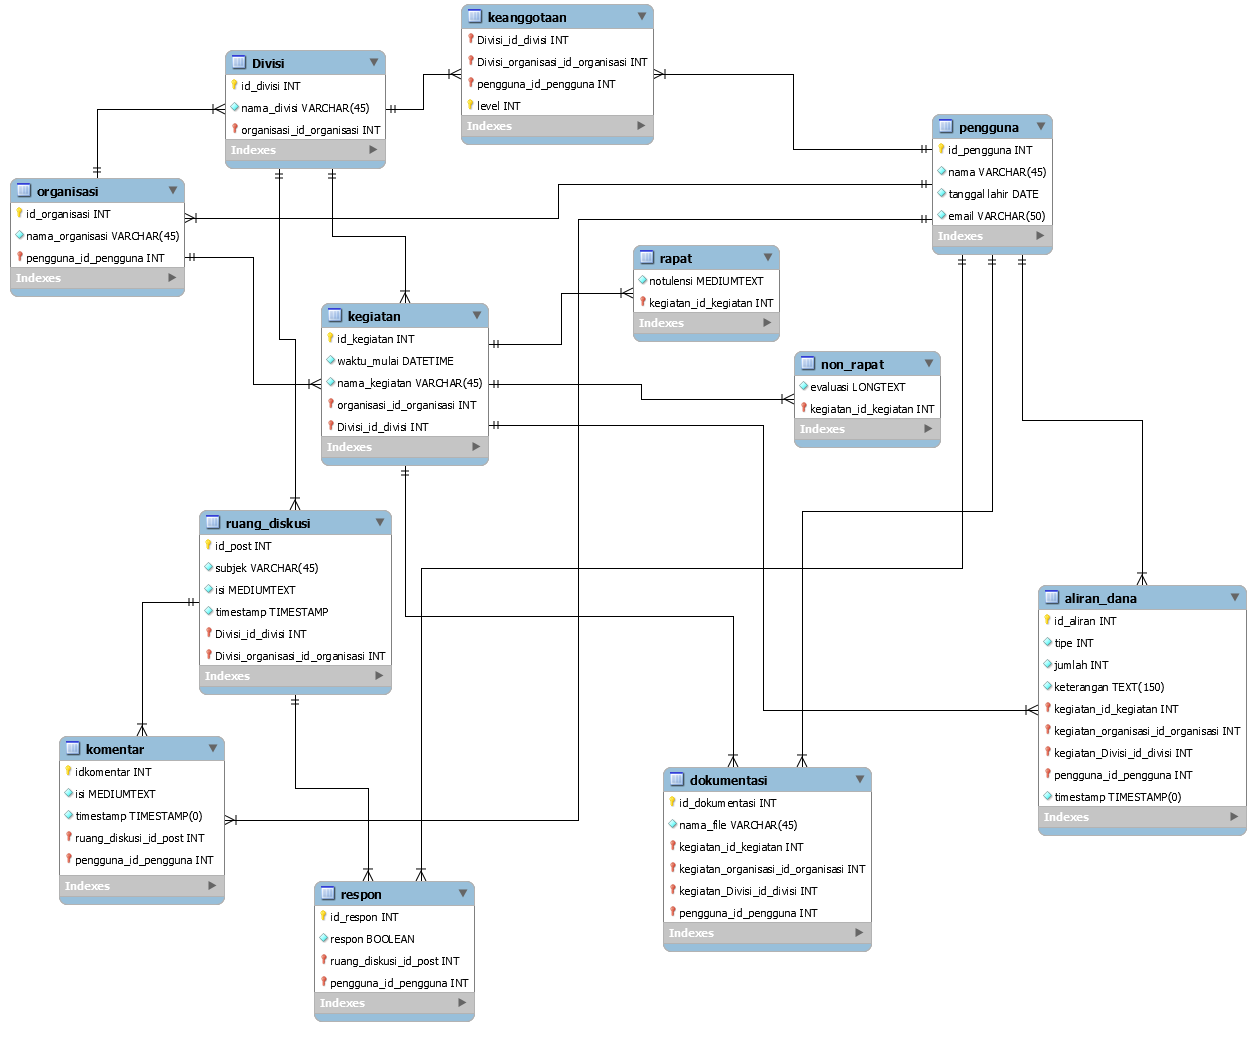 keanggotaan
Divisi_id_divisi INT
Divisi_organisasi_id_organisasi INT
pengguna_id_pengguna INT
level INT
Indexes
Divisi
id_divisi INT
nama_divisi VARCHAR(45)
organisasi_id_organisasi INT
Indexes
pengguna
id_pengguna INT
nama VARCHAR(45)
tanggal lahir DATE
email VARCHAR(50)
Indexes
organisasi
id_organisasi INT
nama_organisasi VARCHAR(45)
pengguna_id_pengguna INT
Indexes
rapat
notulensi MEDIUMTEXT
kegiatan_id_kegiatan INT
Indexes
kegiatan
id_kegiatan INT
waktu_mulai DATETIME
nama_kegiatan VARCHAR(45)
organisasi_id_organisasi INT
Divisi_id_divisi INT
Indexes
non_rapat
evaluasi LONGTEXT
kegiatan_id_kegiatan INT
Indexes
ruang_diskusi
id_post INT
subjek VARCHAR(45)
isi MEDIUMTEXT
timestamp TIMESTAMP
Divisi_id_divisi INT
Divisi_organisasi_id_organisasi INT
Indexes
aliran_dana
id_aliran INT
tipe INT
jumlah INT
keterangan TEXT(150)
kegiatan_id_kegiatan INT
kegiatan_organisasi_id_organisasi INT
kegiatan_Divisi_id_divisi INT
pengguna_id_pengguna INT
timestamp TIMESTAMP(0)
Indexes
komentar
idkomentar INT
isi MEDIUMTEXT
timestamp TIMESTAMP(0)
ruang_diskusi_id_post INT
pengguna_id_pengguna INT
Indexes
dokumentasi
id_dokumentasi INT
nama_file VARCHAR(45)
kegiatan_id_kegiatan INT
kegiatan_organisasi_id_organisasi INT
kegiatan_Divisi_id_divisi INT
pengguna_id_pengguna INT
Indexes
respon
id_respon INT
respon BOOLEAN
ruang_diskusi_id_post INT
pengguna_id_pengguna INT
Indexes